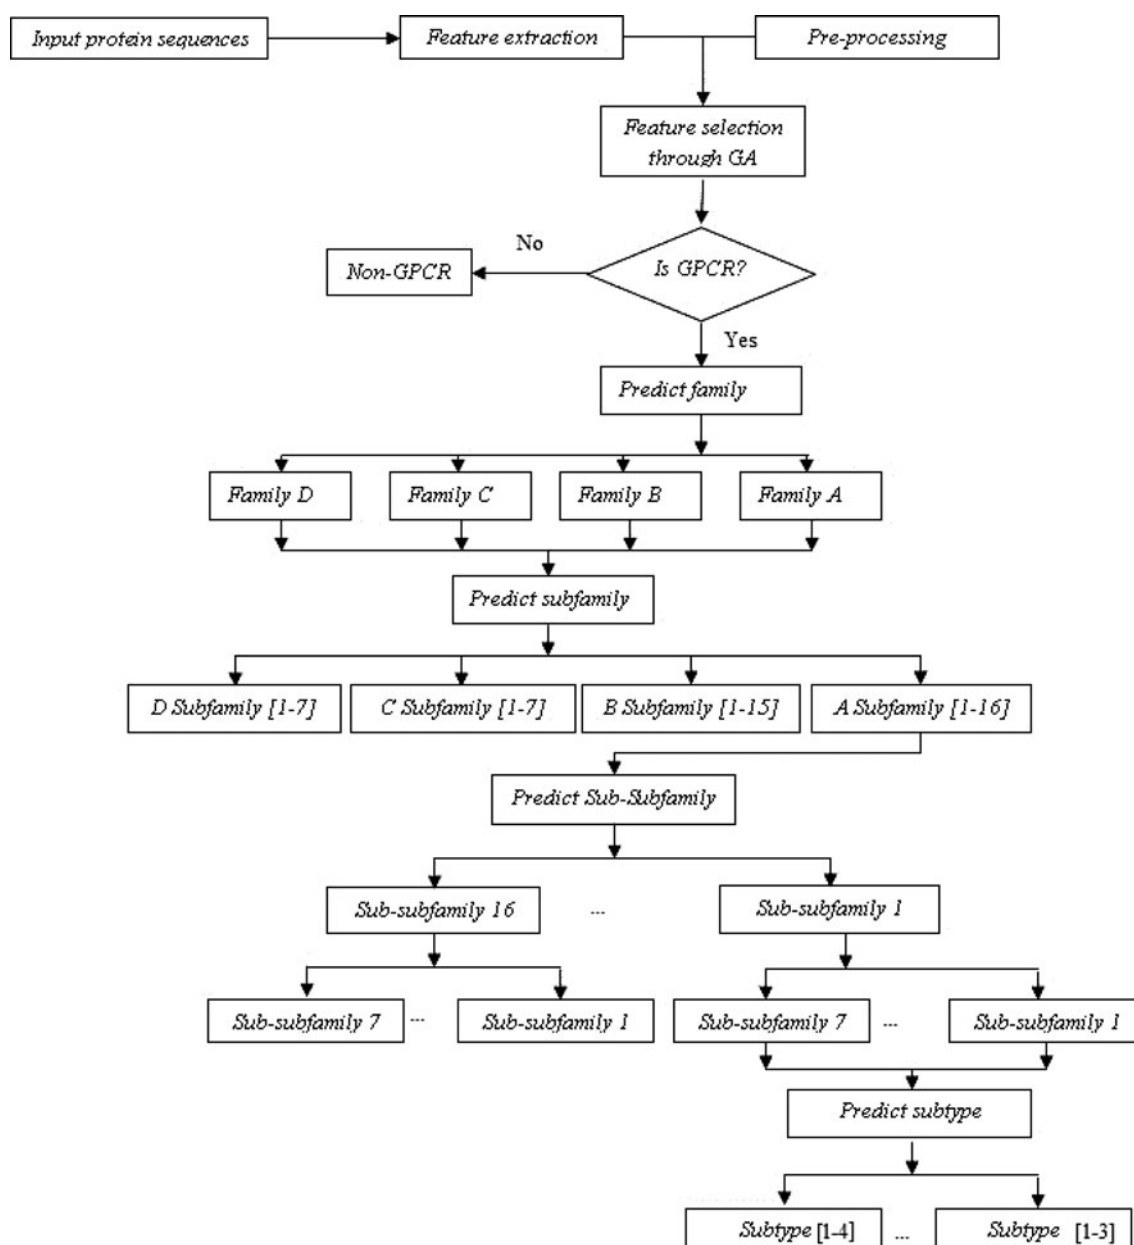 Input protein sequences
Feature extraction
Pre-processing
Feature selection
through GA
No
Non-GPCR
Is GPCR?
Yes
Predict family
Family D
Family C
Family B
Family A
Predict subfamily
D Subfamily [1-7]
C Subfamily [1-7]
B Subfamily [1-15]
A Subfamily [1-16]
Predict Sub-Subfamily
Sub-subfamily 16
...
Sub-subfamily 1
Sub-subfamily 7
...
Sub-subfamily 1
Sub-subfamily 7
...
Sub-subfamily 1
Predict subtype
Subtype [1-4]
...
Subtype [1-3]